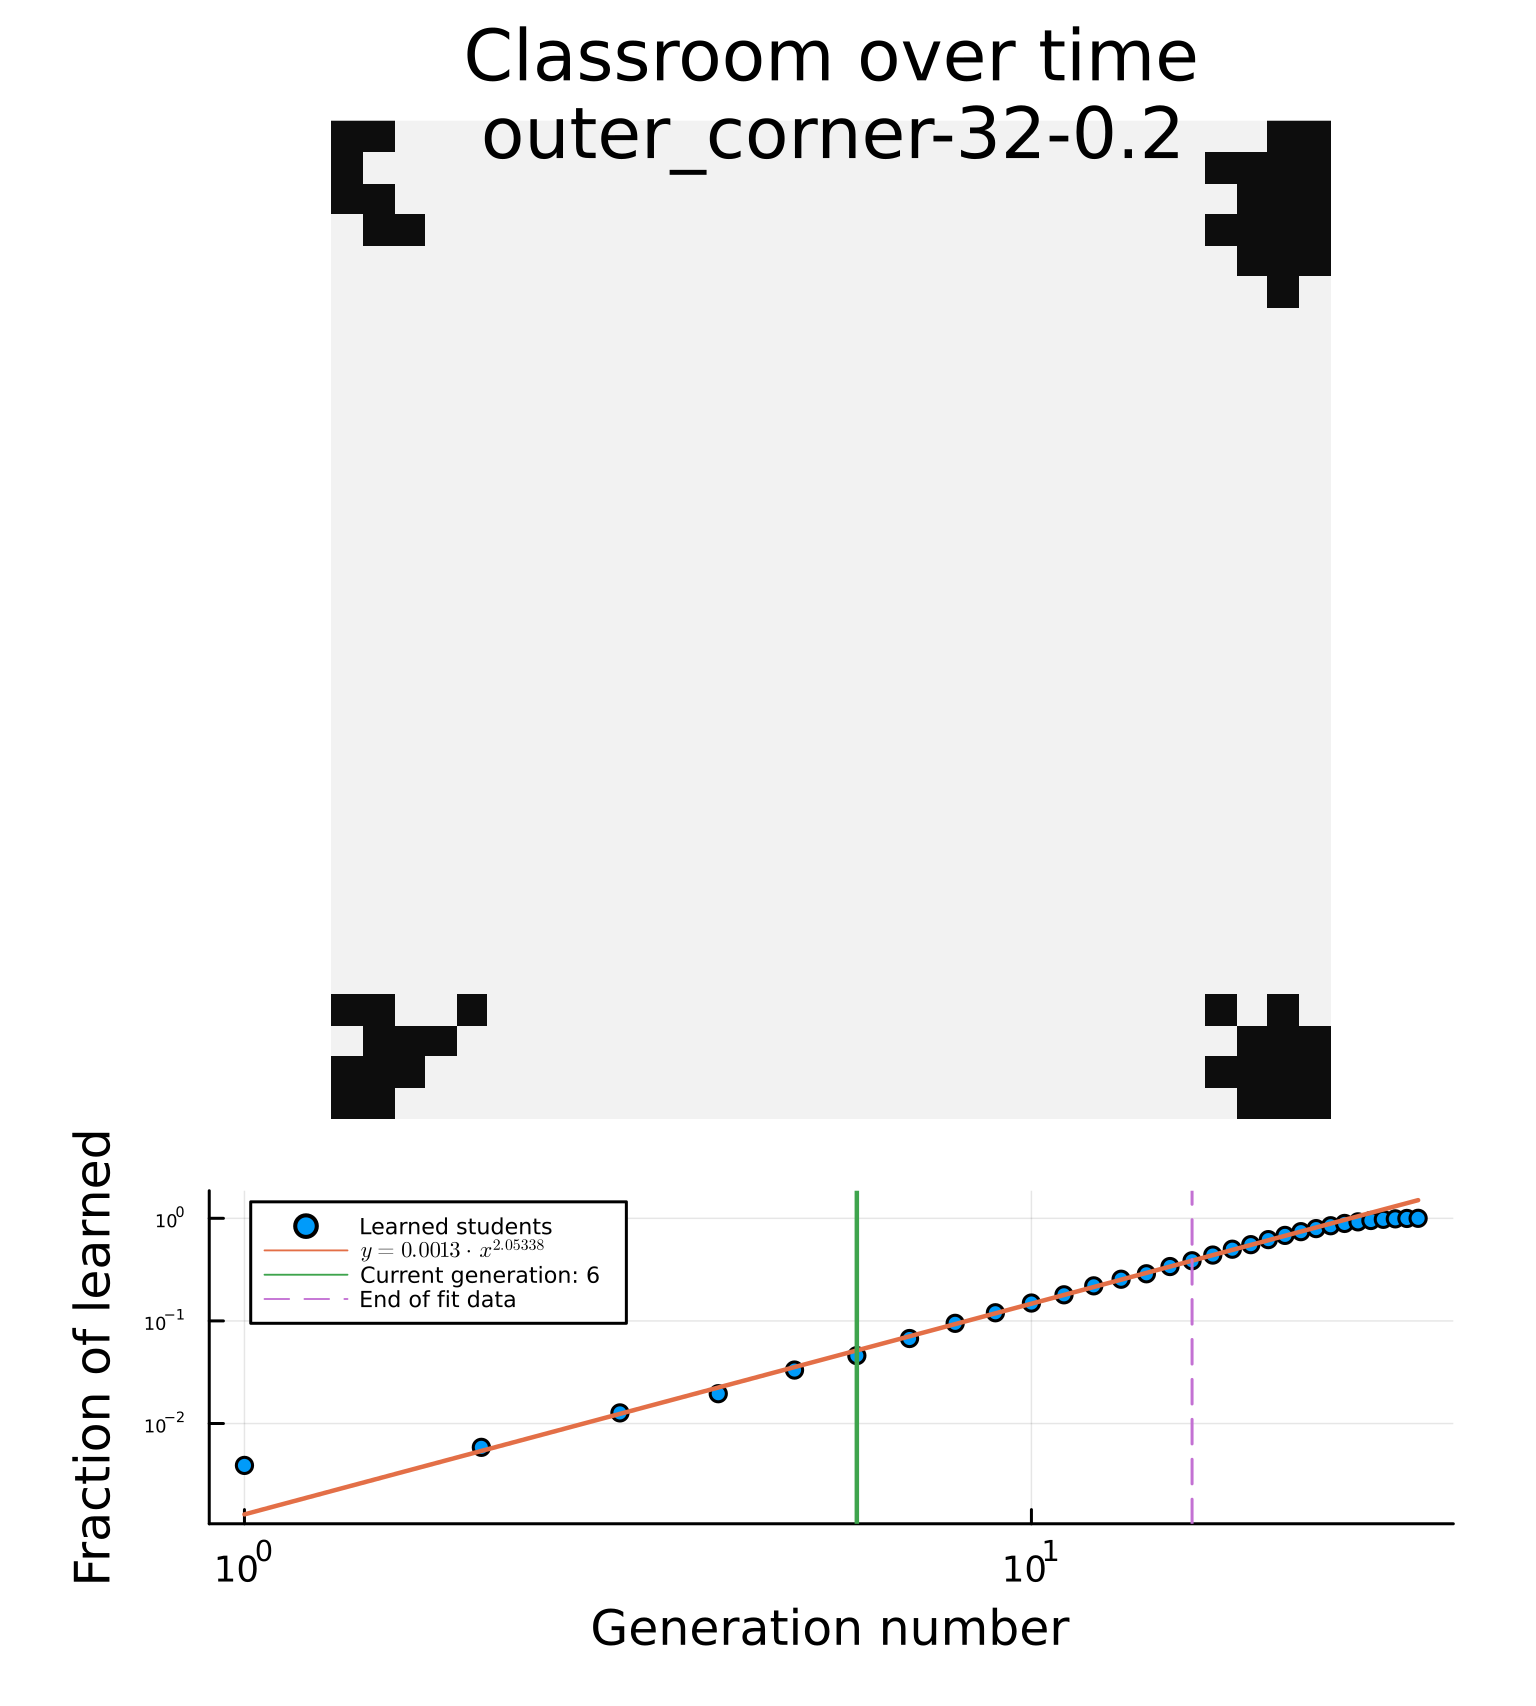 Classroom over time
outer_corner-32-0.2
Fraction of learned
10^0
10^-1
10^-2
Learned students
y = 0.0013 · x^2.05338
Current generation: 6
End of fit data
10^0
10^1
Generation number